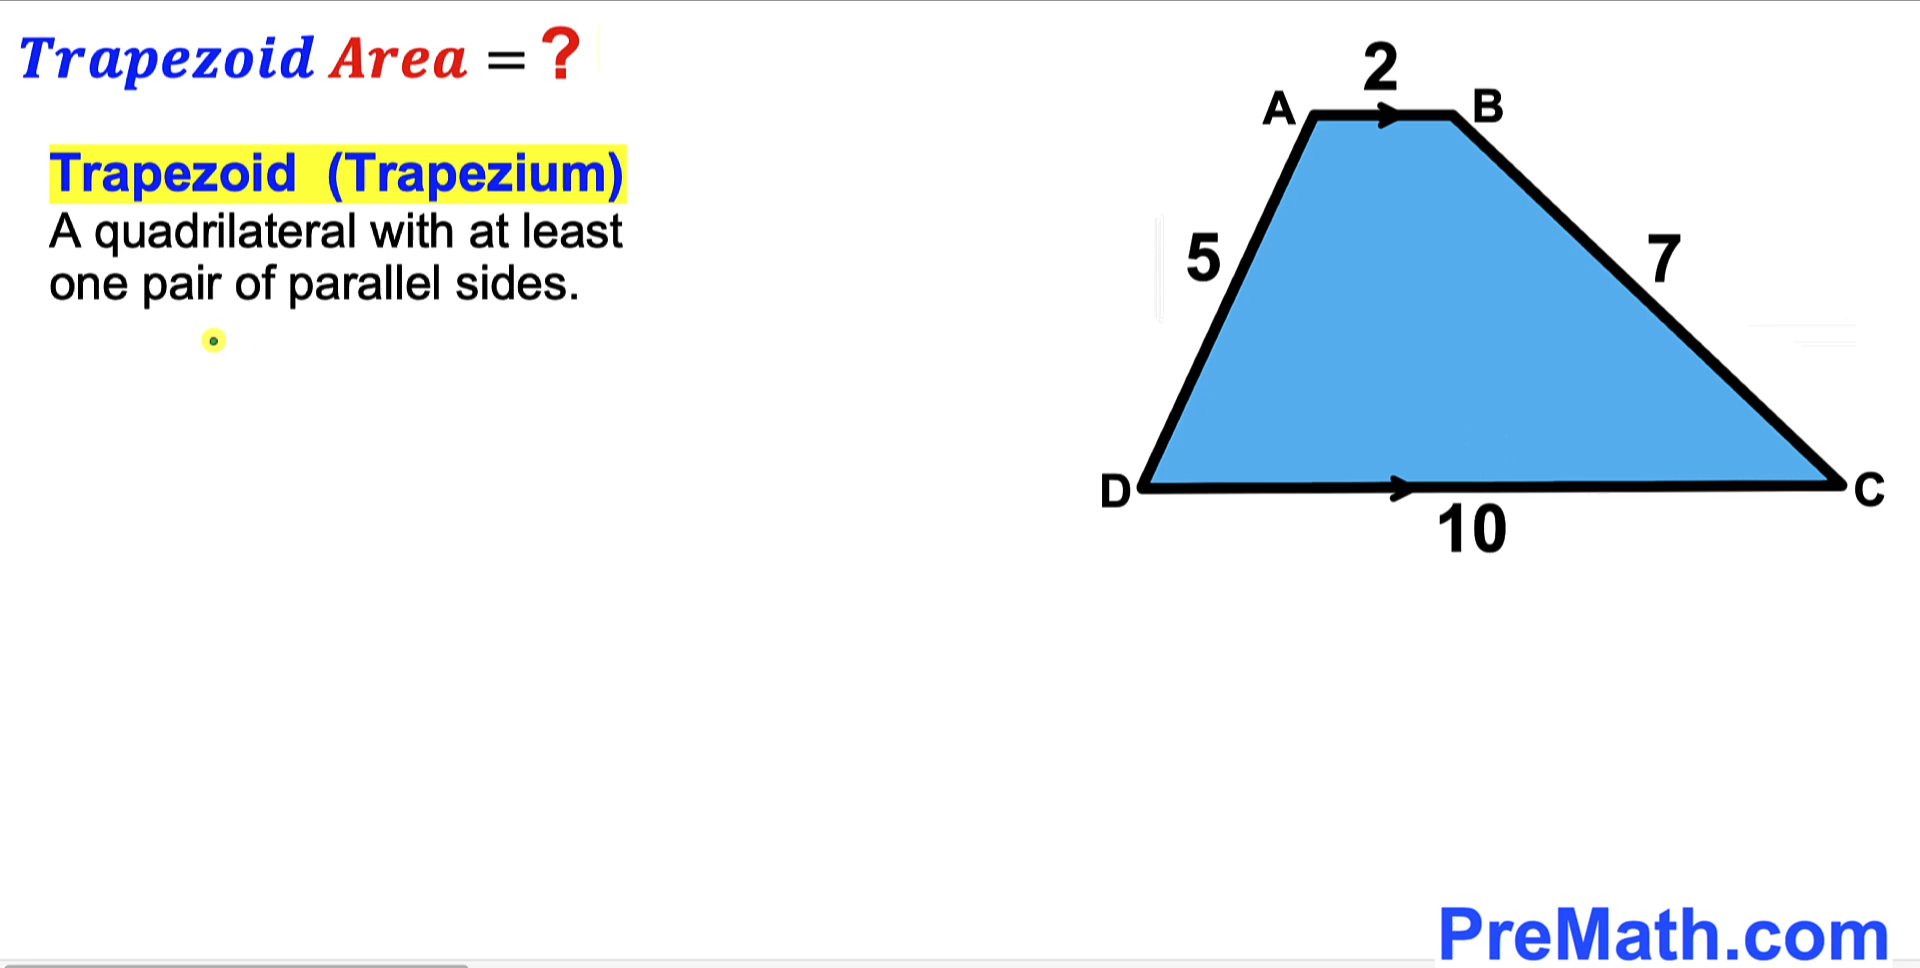 Trapezoid Area = ?
Trapezoid (Trapezium)
A quadrilateral with at least
one pair of parallel sides.
2
A
B
5
7
D
C
10
PreMath.com